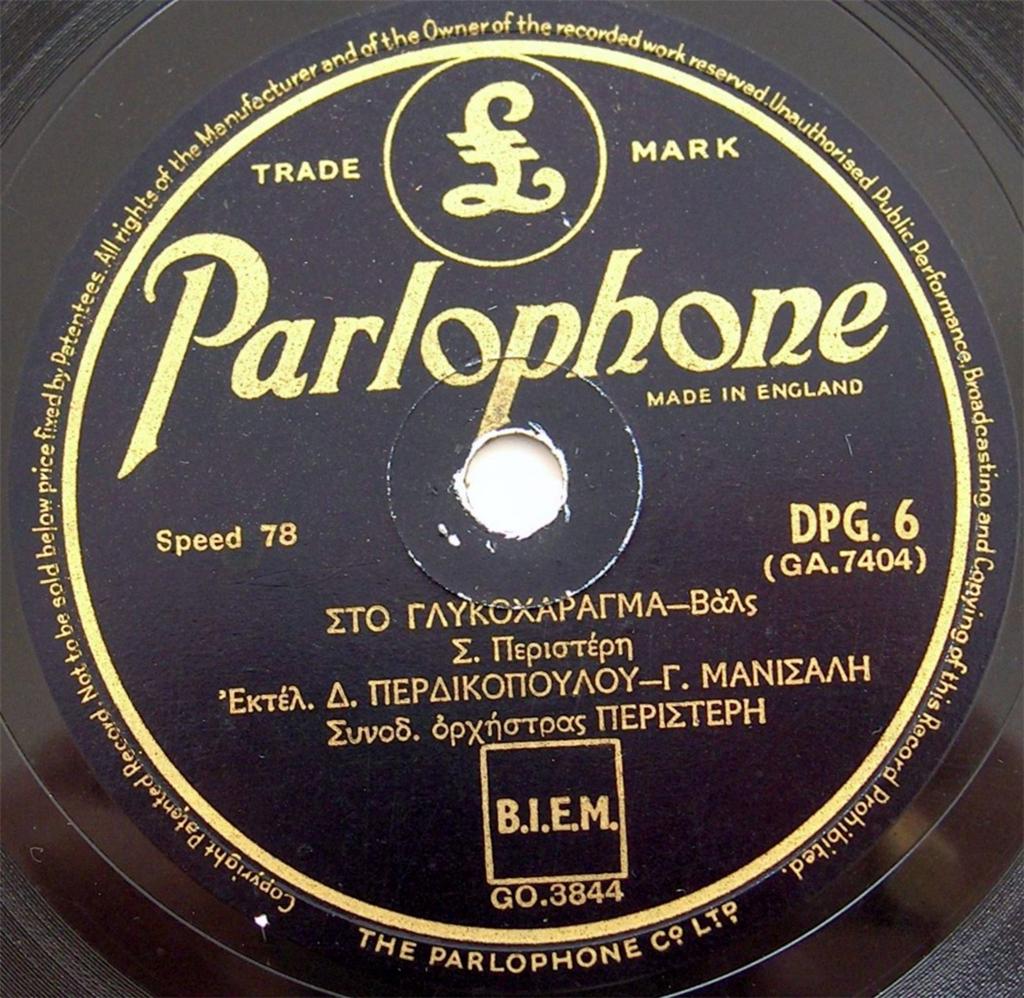 Copyright Patented Record. Not to be sold below price fixed by Patentees. All rights of the Manufacturer and of the Owner of the recorded work reserved. Unauthorised Public Performance, Broadcasting and Copying of this Record Prohibited.
£
TRADE MARK
Parlophone
MADE IN ENGLAND
Speed 78
DPG. 6
(GA.7404)
ΣΤΟ ΓΛΥΚΟΧΑΡΑΓΜΑ—Βὰλς
Σ. Περιστέρη
Ἐκτέλ. Δ. ΠΕΡΔΙΚΟΠΟΥΛΟΥ—Γ. ΜΑΝΙΣΑΛΗ
Συνοδ. ὀρχήστρας ΠΕΡΙΣΤΕΡΗ
B.I.E.M.
GO.3844
THE PARLOPHONE Co LTD